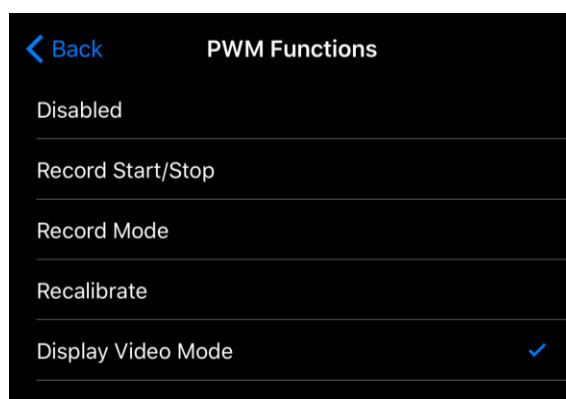 Back PWM Functions
Disabled
Record Start/Stop
Record Mode
Recalibrate
Display Video Mode